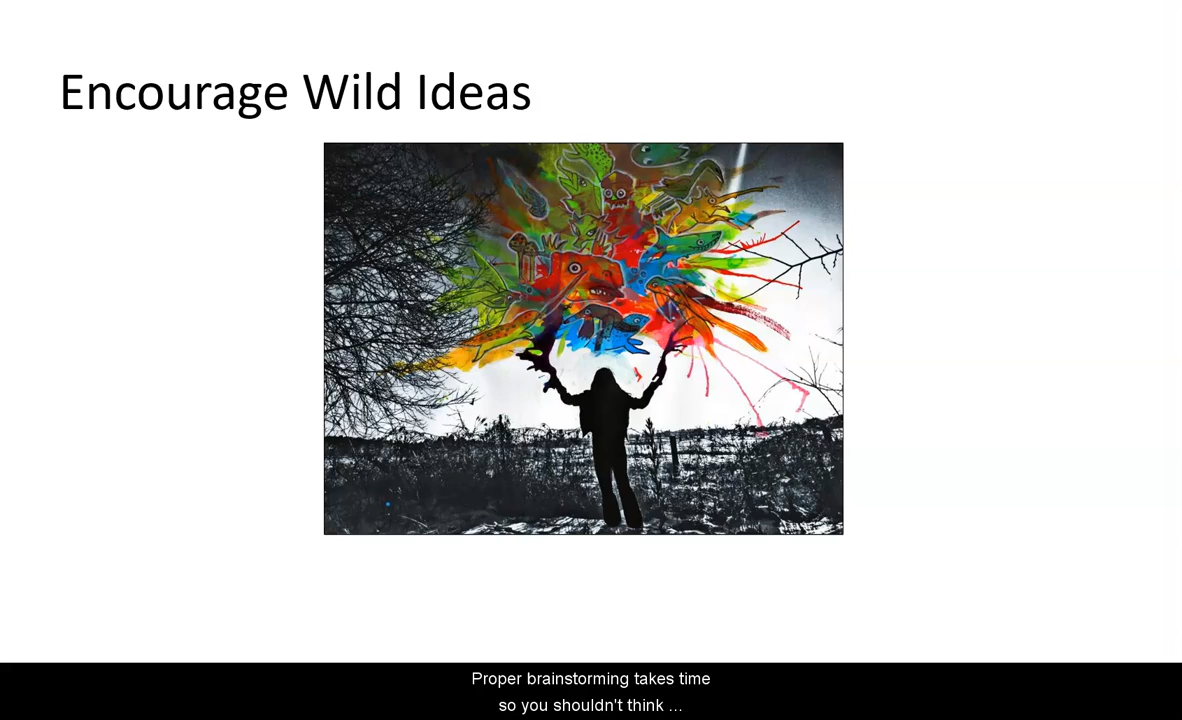 Encourage Wild Ideas
Proper brainstorming takes time
so you shouldn't think ...